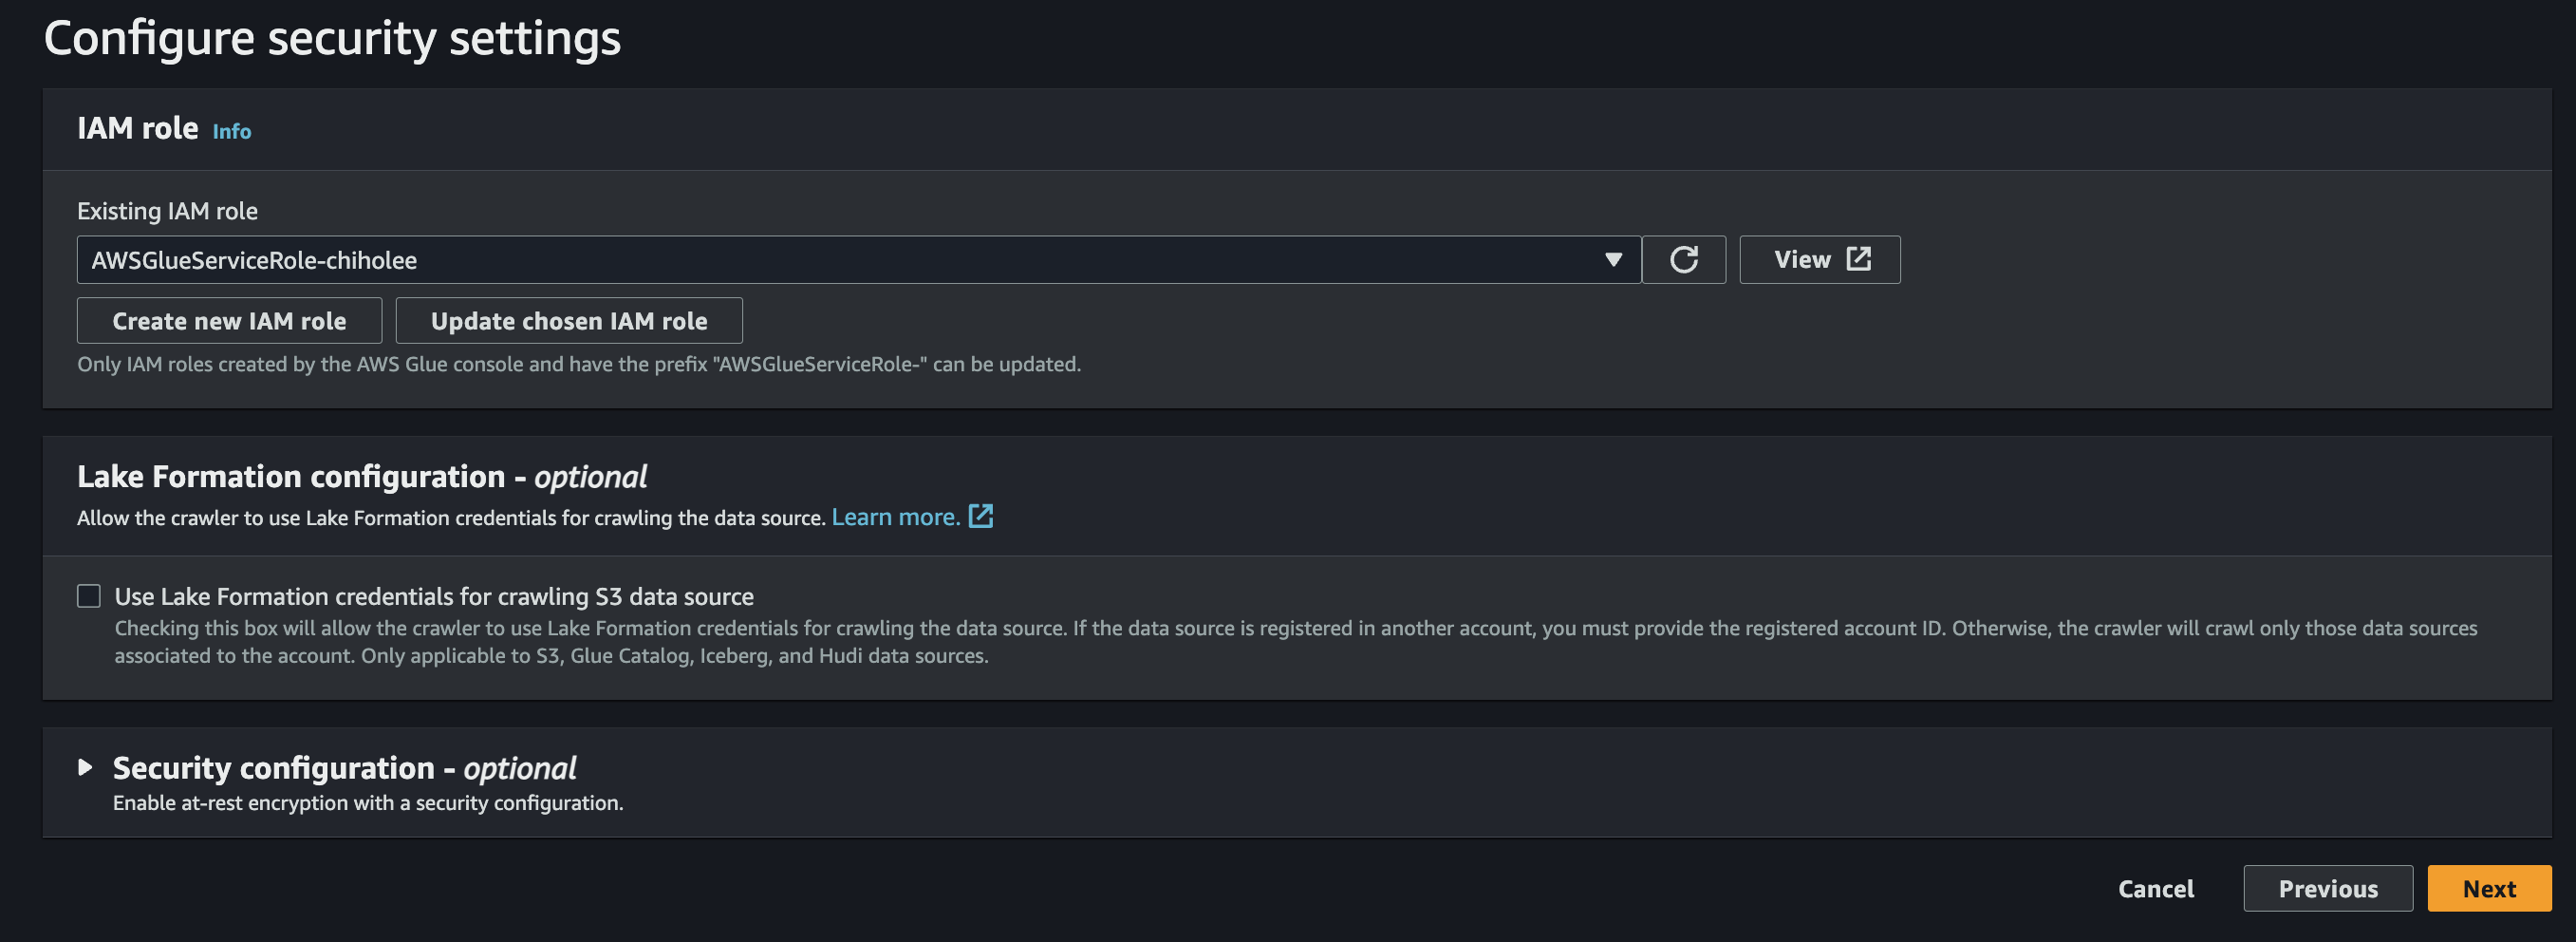 Configure security settings
IAM role Info
Existing IAM role
AWSGlueServiceRole-chiholee
View
Create new IAM role Update chosen IAM role
Only IAM roles created by the AWS Glue console and have the prefix "AWSGlueServiceRole-" can be updated.
Lake Formation configuration - optional
Allow the crawler to use Lake Formation credentials for crawling the data source. Learn more.
Use Lake Formation credentials for crawling S3 data source
Checking this box will allow the crawler to use Lake Formation credentials for crawling the data source. If the data source is registered in another account, you must provide the registered account ID. Otherwise, the crawler will crawl only those data sources
associated to the account. Only applicable to S3, Glue Catalog, Iceberg, and Hudi data sources.
Security configuration - optional
Enable at-rest encryption with a security configuration.
Cancel Previous Next